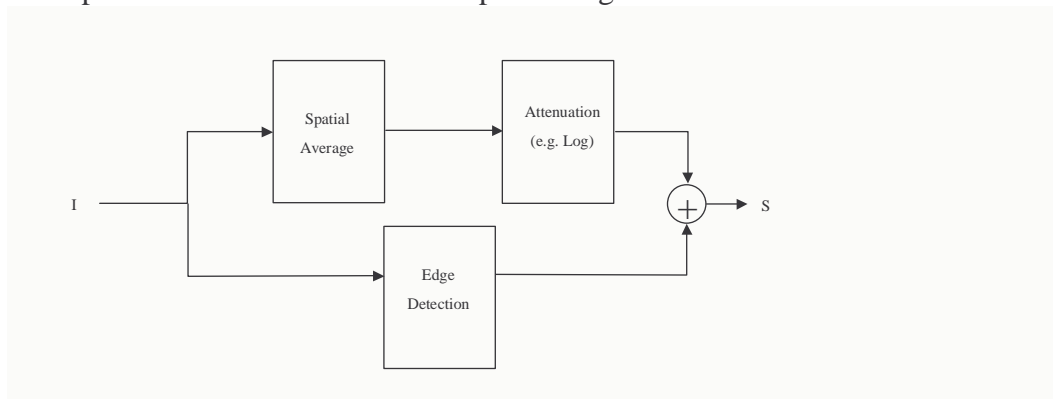 Spatial
Average
Attenuation
(e.g. Log)
I
+
S
Edge
Detection